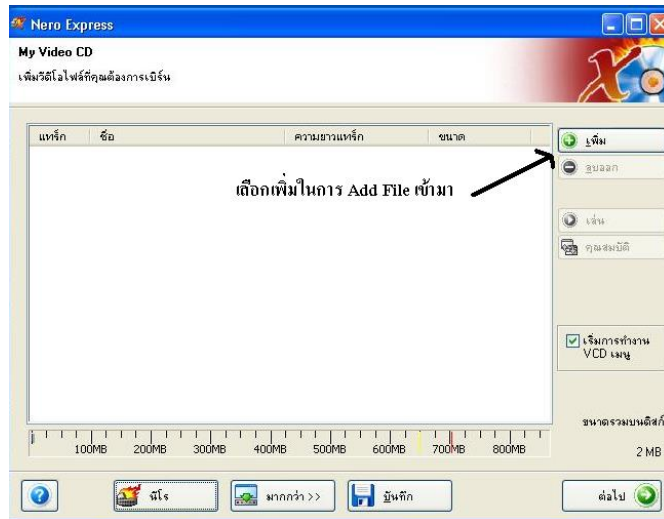 Nero Express
My Video CD
เพิ่มวีดีโอไฟล์ที่คุณต้องการเบิร์น
แทร็ก ชื่อ ความยาวแทร็ก ขนาด
เพิ่ม
ลบออก
เลือกเพิ่มในการ Add File เข้ามา
เล่น
คุณสมบัติ
เริ่มการทำงาน
VCD เมนู
ขนาดรวมบนดิสก์
2 MB
100MB 200MB 300MB 400MB 500MB 600MB 700MB 800MB
นีโร
มากกว่า >>
บันทึก
ต่อไป